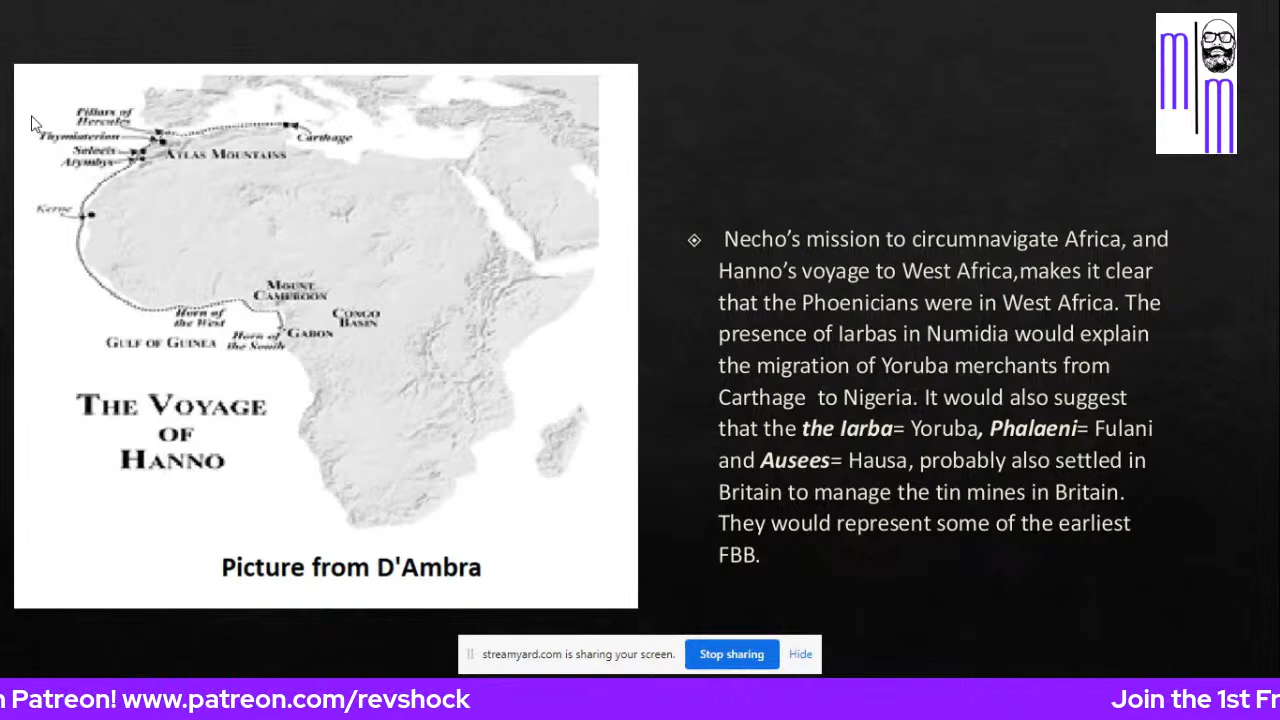 m
m
Pillars of
Hercules
Thymiaterion
Carthage
Soloeis
Arymbys
ATLAS MOUNTAINS
Kerne
MOUNT
CAMEROON
Horn of
the West
CONGO
BASIN
Horn of
the South
GABON
GULF OF GUINEA
THE VOYAGE
OF
HANNO
Picture from D'Ambra
Necho's mission to circumnavigate Africa, and
Hanno's voyage to West Africa,makes it clear
that the Phoenicians were in West Africa. The
presence of Iarbas in Numidia would explain
the migration of Yoruba merchants from
Carthage to Nigeria. It would also suggest
that the the Iarba= Yoruba, Phalaeni= Fulani
and Ausees= Hausa, probably also settled in
Britain to manage the tin mines in Britain.
They would represent some of the earliest
FBB.
streamyard.com is sharing your screen. Stop sharing Hide
n Patreon! www.patreon.com/revshock Join the 1st Fr